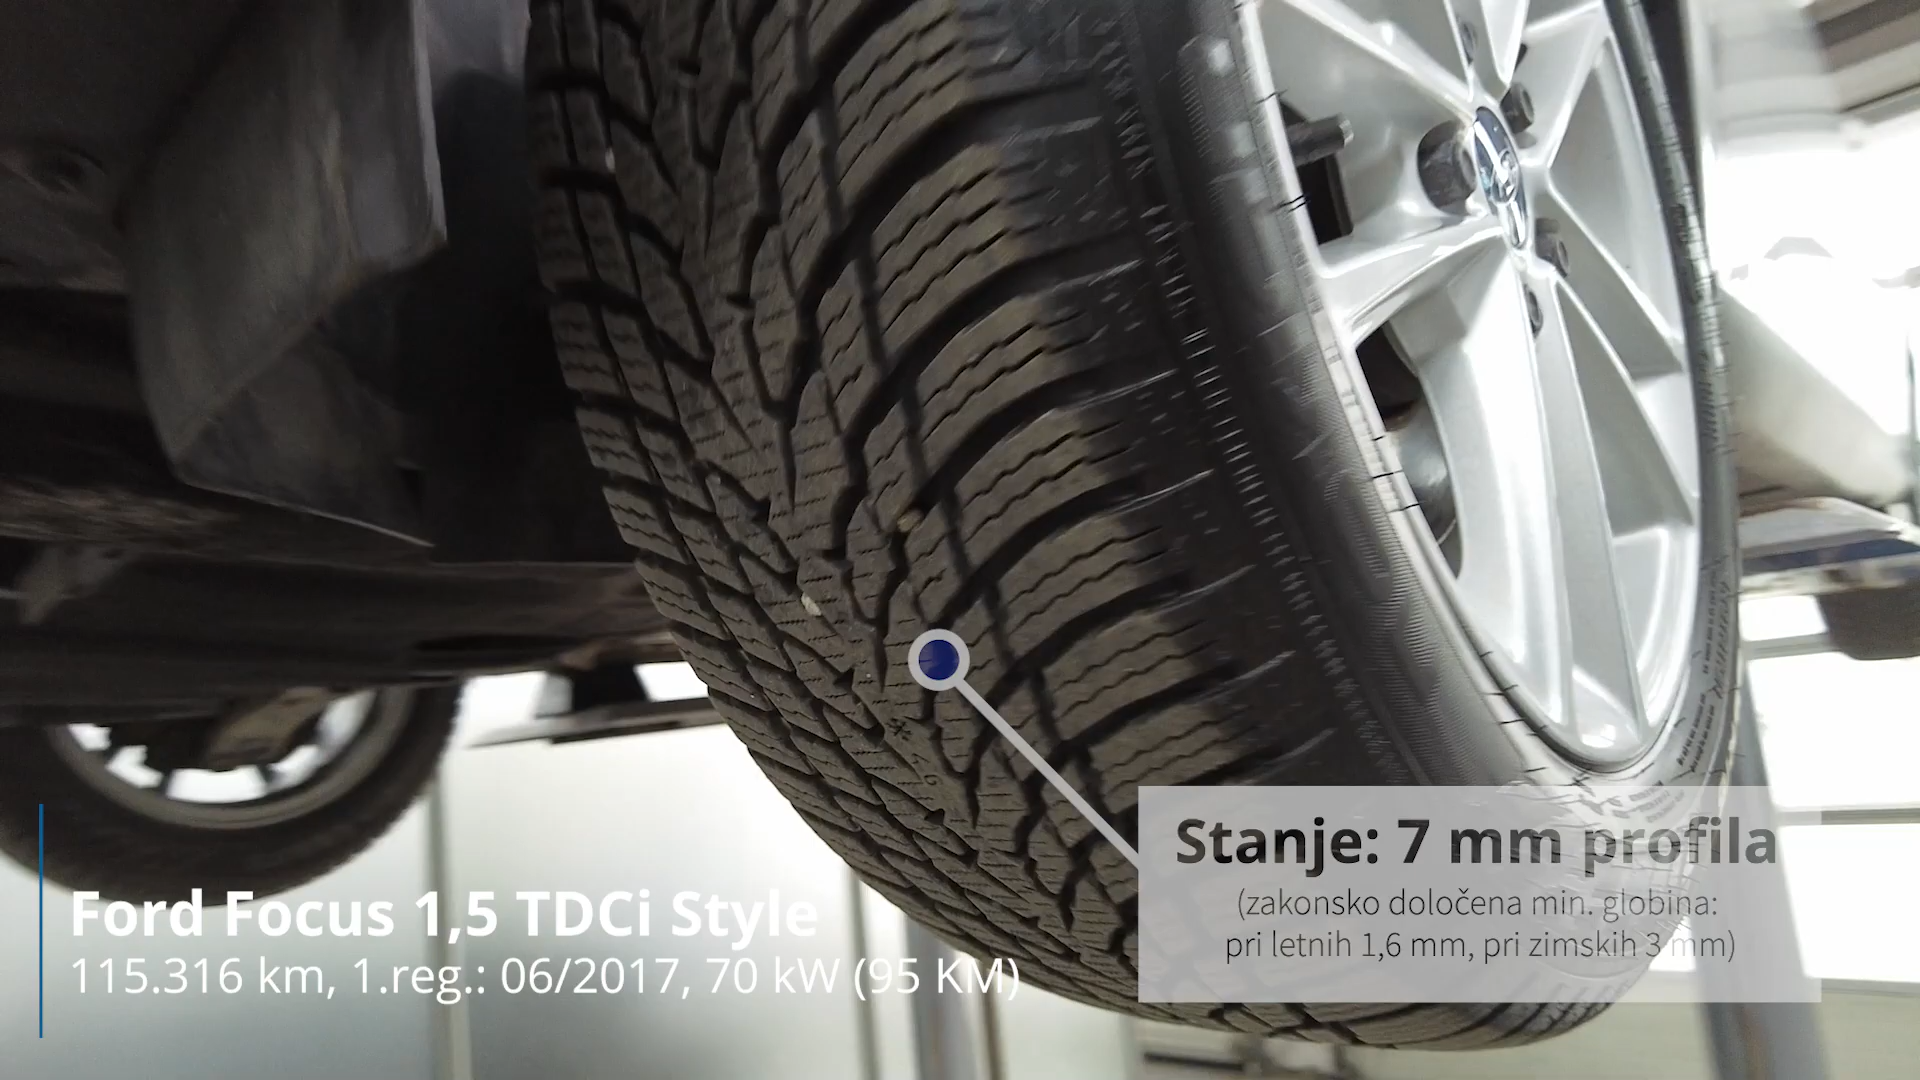 Ford Focus 1,5 TDCi Style
115.316 km, 1.reg.: 06/2017, 70 kW (95 KM)
Stanje: 7 mm profila
(zakonsko določena min. globina:
pri letnih 1,6 mm, pri zimskih 3 mm)